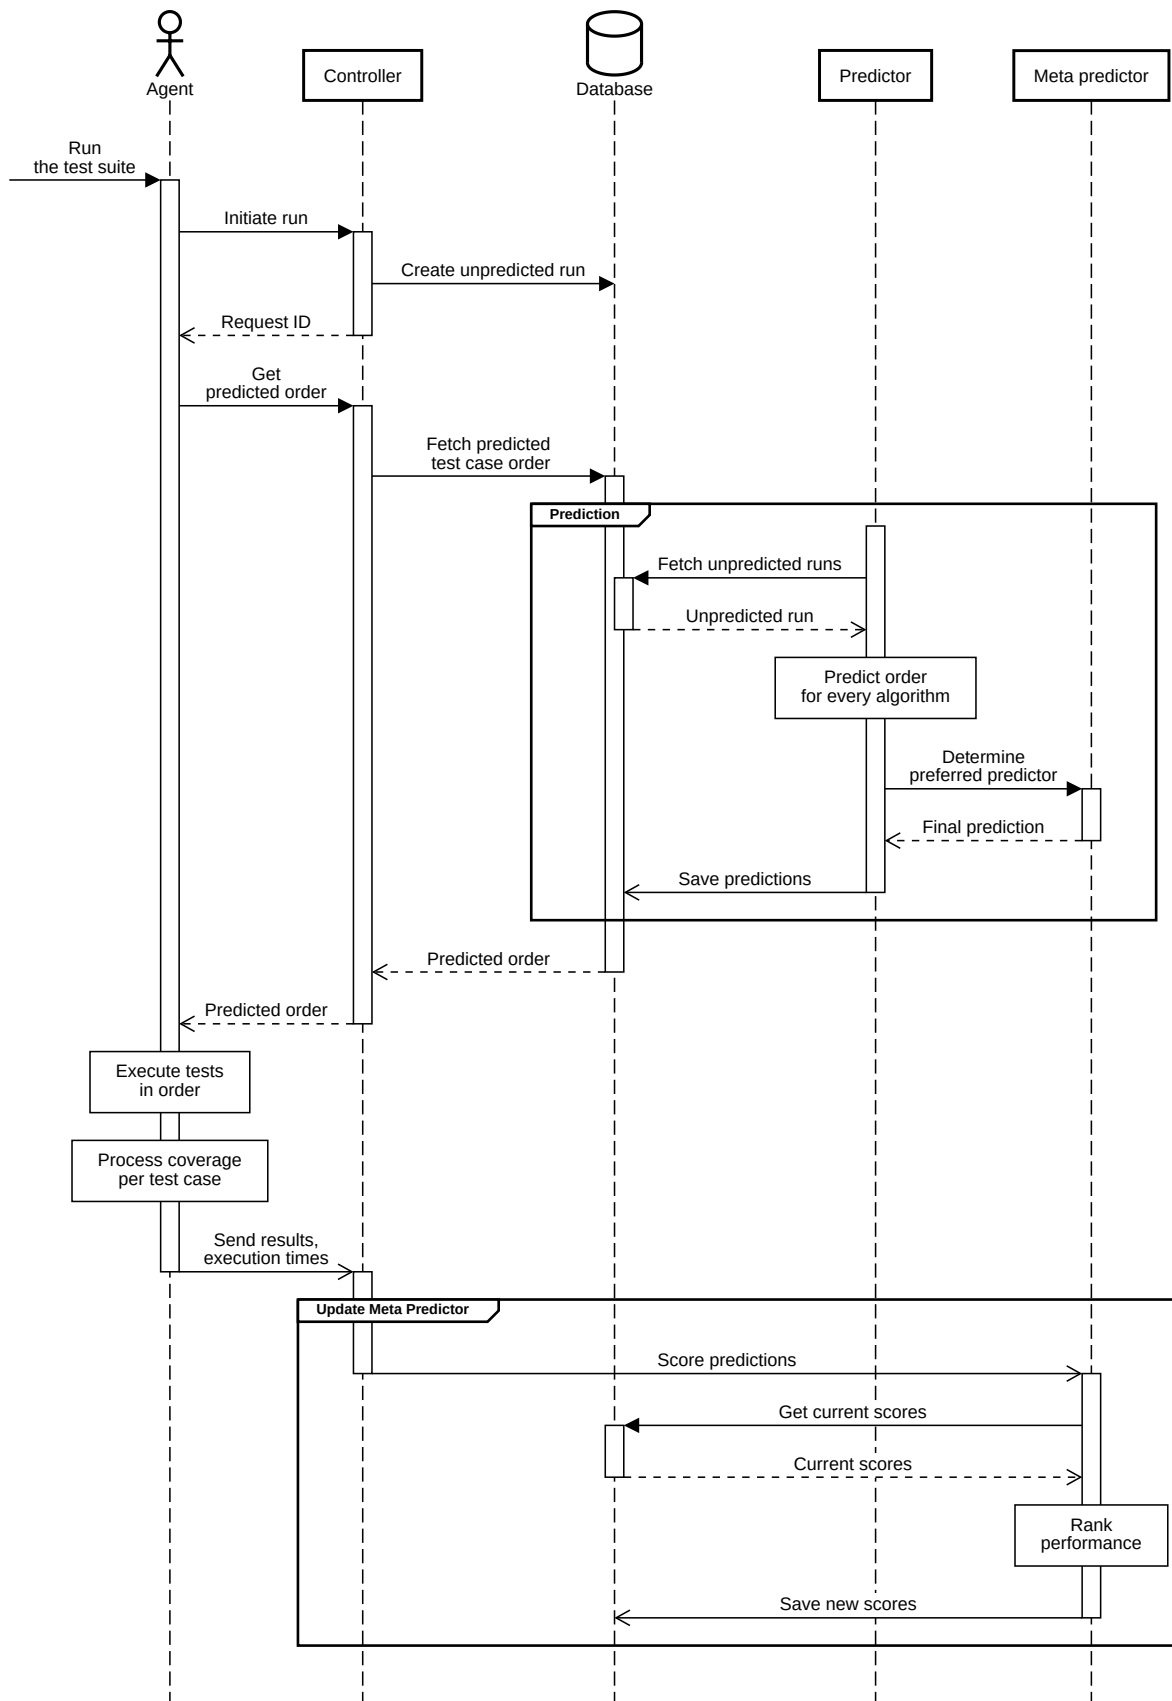 Agent
Controller
Database
Predictor
Meta predictor
Run
the test suite
Initiate run
Create unpredicted run
Request ID
Get
predicted order
Fetch predicted
test case order
Prediction
Fetch unpredicted runs
Unpredicted run
Predict order
for every algorithm
Determine
preferred predictor
Final prediction
Save predictions
Predicted order
Predicted order
Execute tests
in order
Process coverage
per test case
Send results,
execution times
Update Meta Predictor
Score predictions
Get current scores
Current scores
Rank
performance
Save new scores